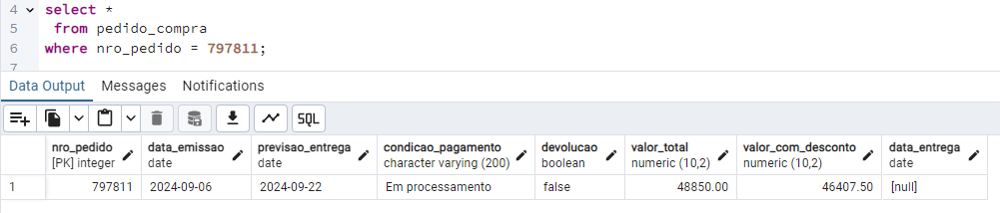 4 select *
5 from pedido_compra
6 where nro_pedido = 797811;
7
Data Output Messages Notifications
SQL
nro_pedido data_emissao previsao_entrega condicao_pagamento devolucao valor_total valor_com_desconto data_entrega
[PK] integer date date character varying (200) boolean numeric (10,2) numeric (10,2) date
1 797811 2024-09-06 2024-09-22 Em processamento false 48850.00 46407.50 [null]